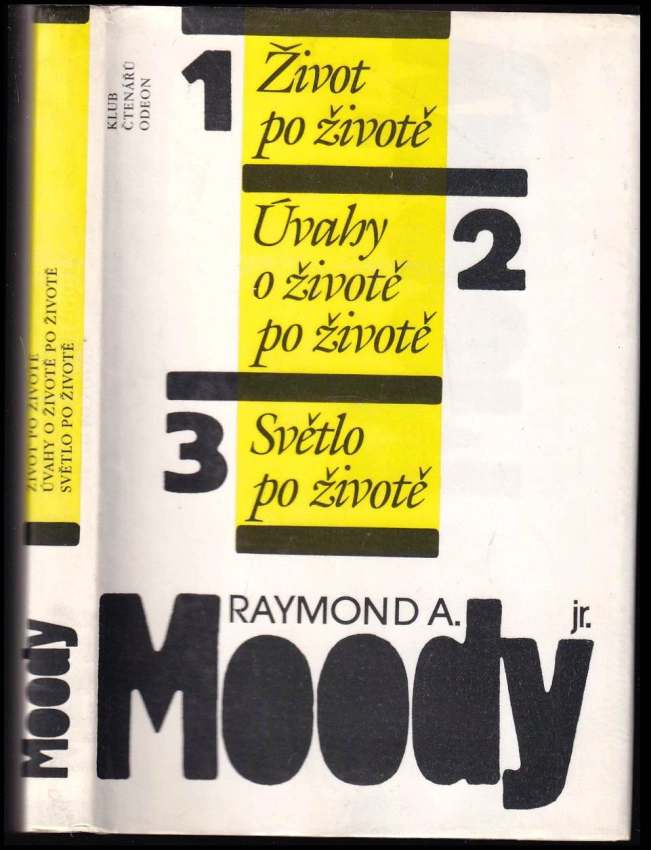 KLUB
ČTENÁŘŮ
ODEON
1
Život
po životě
2
Úvahy
o životě
po životě
3
Světlo
po životě
RAYMOND A.
Moody
jr.
ŽIVOT PO ŽIVOTĚ
ÚVAHY O ŽIVOTĚ PO ŽIVOTĚ
SVĚTLO PO ŽIVOTĚ
Moody